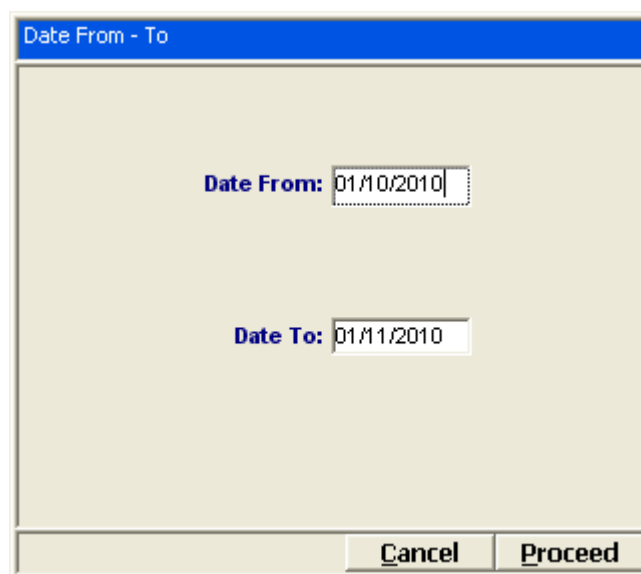 Date From - To
Date From: 01/10/2010
Date To: 01/11/2010
Cancel Proceed